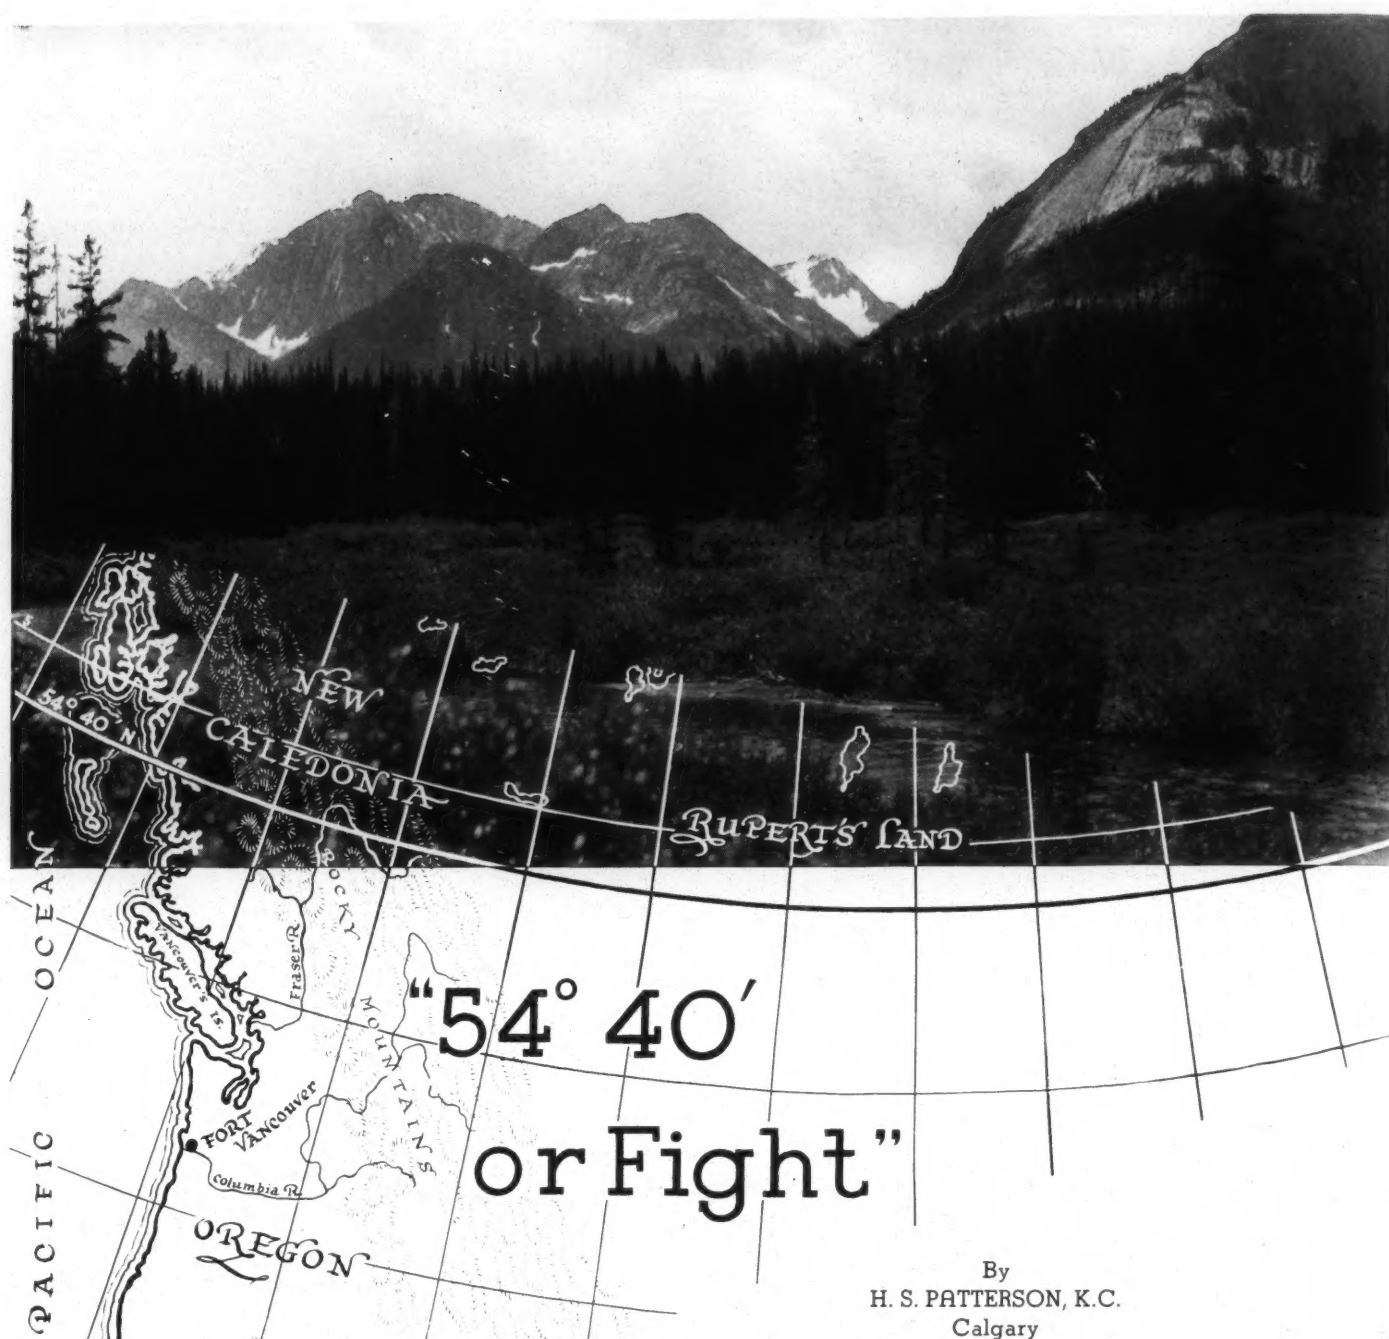 NEW
CALEDONIA
54° 40' N
RUPERT'S LAND
PACIFIC OCEAN
ROCKY
MOUNTAINS
Fraser R.
VANCOUVER'S IS.
FORT
VANCOUVER
Columbia R.
OREGON
"54° 40'
or Fight"
By
H. S. PATTERSON, K.C.
Calgary